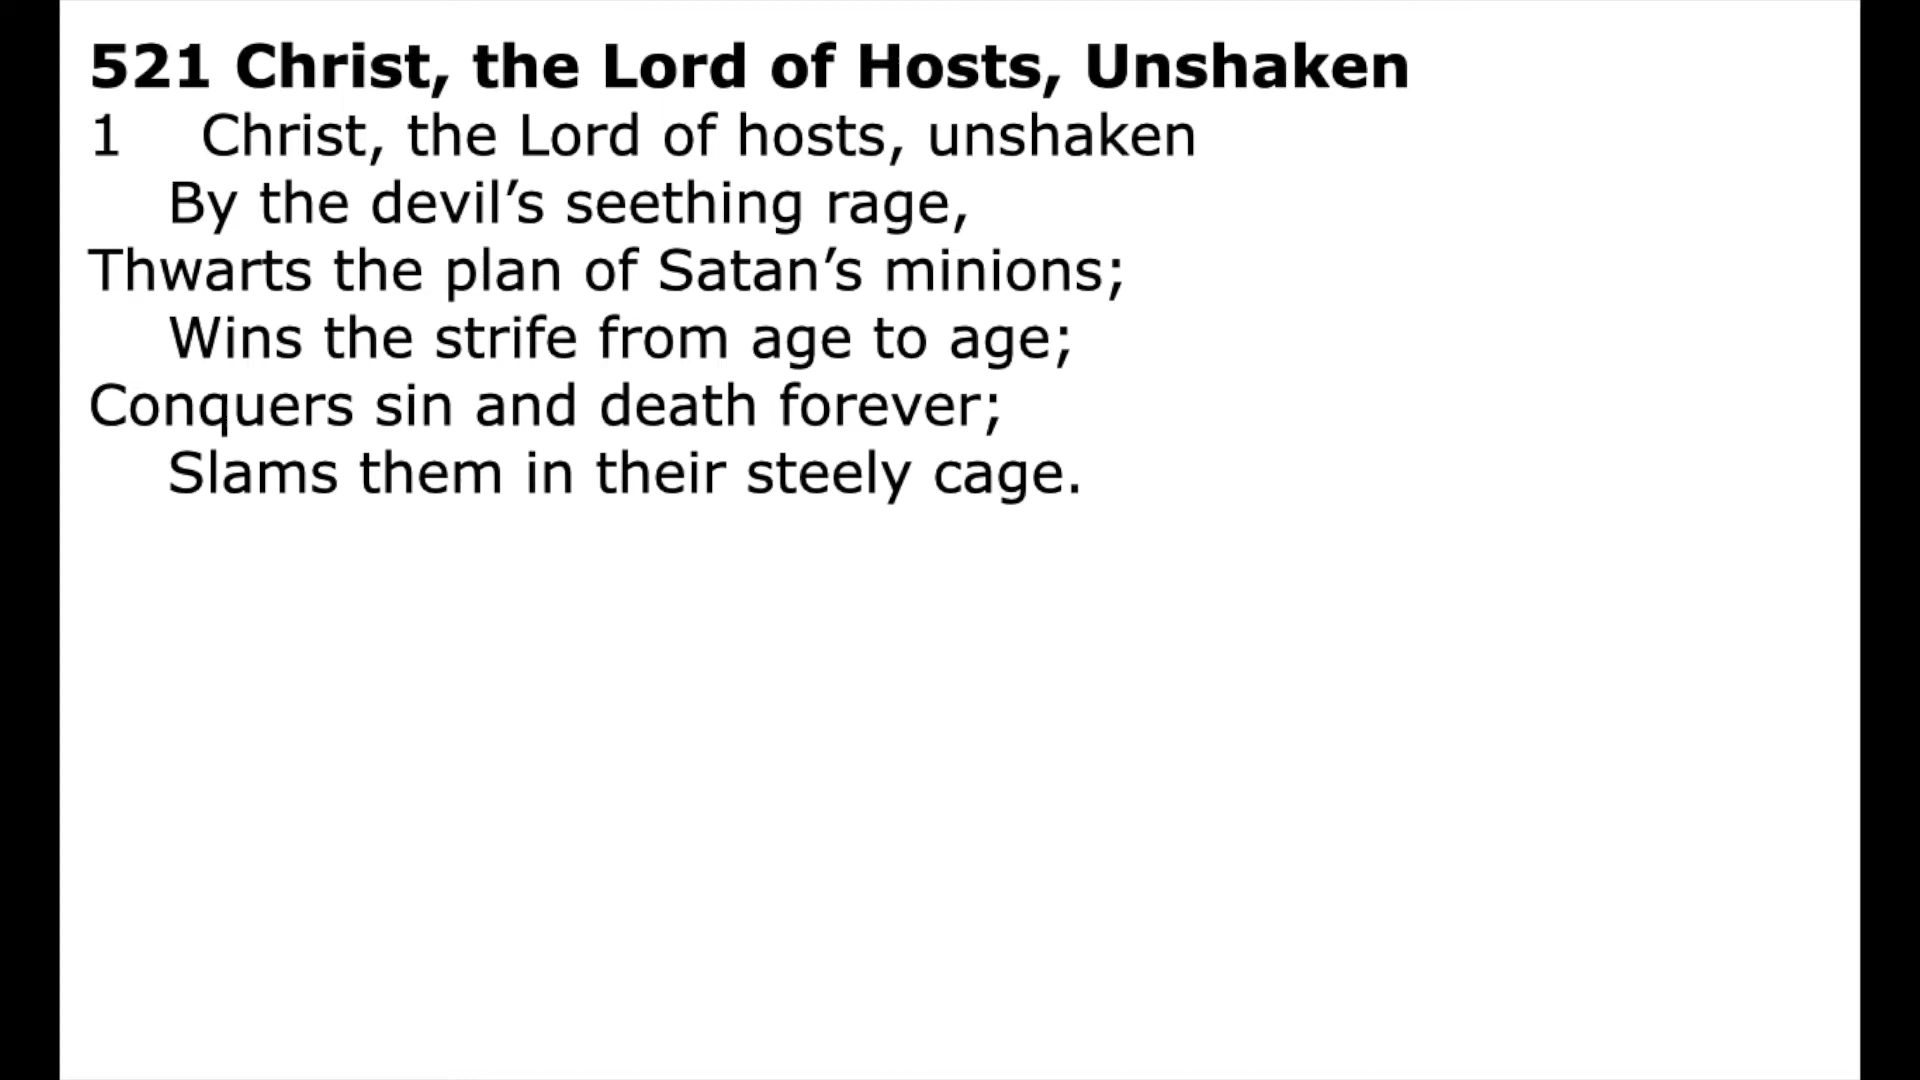 521 Christ, the Lord of Hosts, Unshaken
1 Christ, the Lord of hosts, unshaken
By the devil’s seething rage,
Thwarts the plan of Satan’s minions;
Wins the strife from age to age;
Conquers sin and death forever;
Slams them in their steely cage.